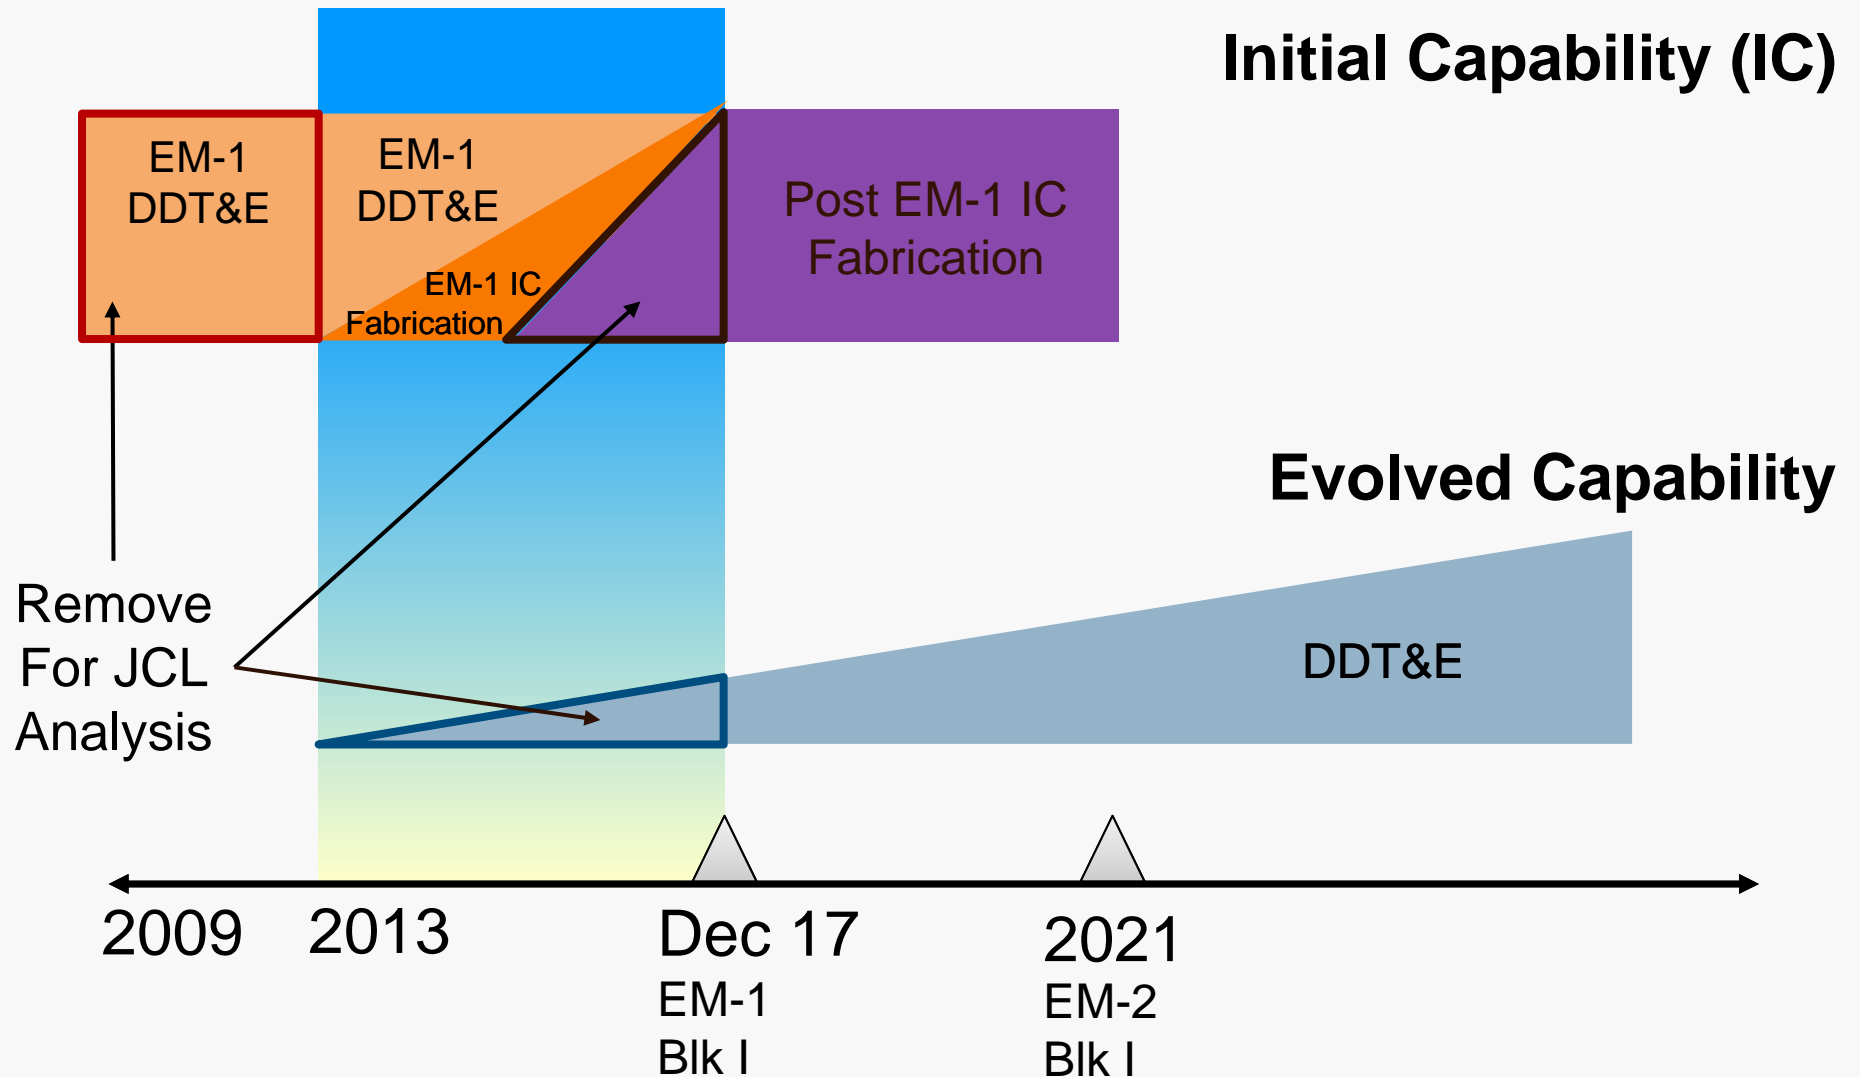 Initial Capability (IC)
EM-1
DDT&E
EM-1
DDT&E
EM-1 IC
Fabrication
Post EM-1 IC
Fabrication
Evolved Capability
Remove
For JCL
Analysis
DDT&E
2009
2013
Dec 17
EM-1
Blk I
2021
EM-2
Blk I